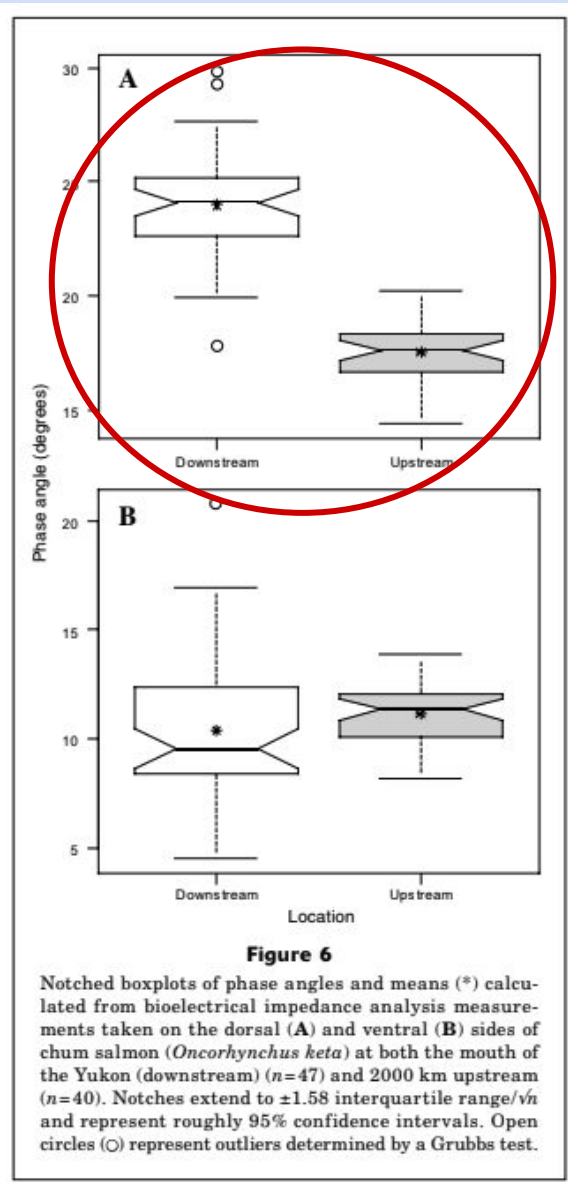 A
30
20
15
Downstream
Upstream
Phase angle (degrees)
B
20
15
10
5
Downstream
Upstream
Location
Figure 6
Notched boxplots of phase angles and means (*) calcu-
lated from bioelectrical impedance analysis measure-
ments taken on the dorsal (A) and ventral (B) sides of
chum salmon (Oncorhynchus keta) at both the mouth of
the Yukon (downstream) (n=47) and 2000 km upstream
(n=40). Notches extend to ±1.58 interquartile range/√n
and represent roughly 95% confidence intervals. Open
circles (○) represent outliers determined by a Grubbs test.